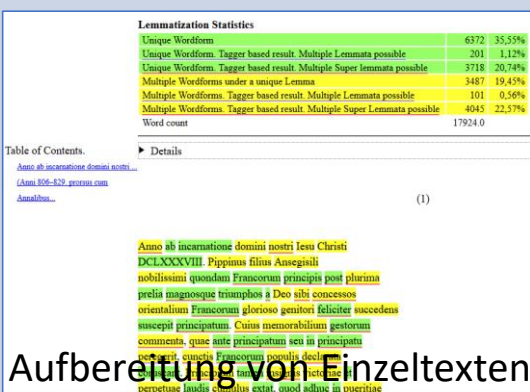 Lemmatization Statistics
Unique Wordform 6372 35,55%
Unique Wordform. Tagger based result. Multiple Lemmata possible 201 1,12%
Unique Wordform. Tagger based result. Multiple Super lemmata possible 3718 20,74%
Multiple Wordforms under a unique Lemma 3487 19,45%
Multiple Wordforms. Tagger based result. Multiple Lemmata possible 101 0,56%
Multiple Wordforms. Tagger based result. Multiple Super Lemmata possible 4045 22,57%
Word count 17924.0
Table of Contents.
Anno ab incarnatione domini nostri ...
(Anni 806–829. prorsus cum
Annalibus...
▶ Details
(1)
Anno ab incarnatione domini nostri Iesu Christi
DCLXXXVIII. Pippinus filius Ansegisili
nobilissimi quondam Francorum principis post plurima
prelia magnosque triumphos a Deo sibi concessos
orientalium Francorum glorioso genitori feliciter succedens
suscepit principatum. Cuius memorabilium gestorum
commenta, quae ante principatum seu in principatu
cunctis Francorum populis
tamen insignis victoriae et
perpetuae laudis cumulus extat, quod adhuc in pueritiae
Aufbereitung von Einzeltexten